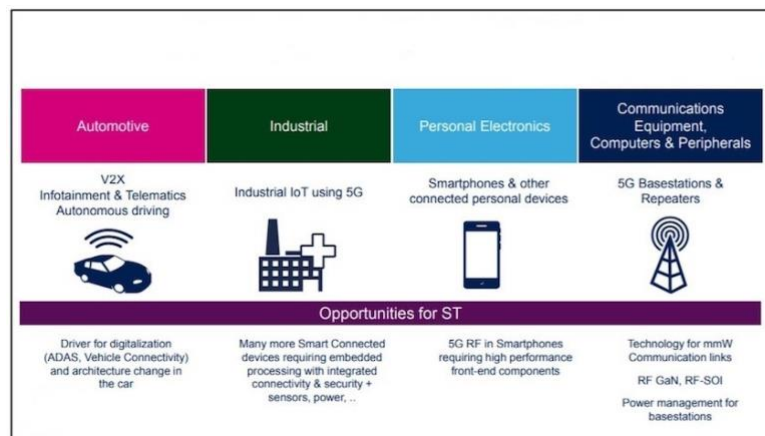 Automotive
Industrial
Personal Electronics
Communications
Equipment,
Computers & Peripherals
V2X
Infotainment & Telematics
Autonomous driving
Industrial IoT using 5G
Smartphones & other
connected personal devices
5G Basestations &
Repeaters
Opportunities for ST
Driver for digitalization
(ADAS, Vehicle Connectivity)
and architecture change in
the car
Many more Smart Connected
devices requiring embedded
processing with integrated
connectivity & security +
sensors, power, ..
5G RF in Smartphones
requiring high performance
front-end components
Technology for mmW
Communication links
RF GaN, RF-SOI
Power management for
basestations